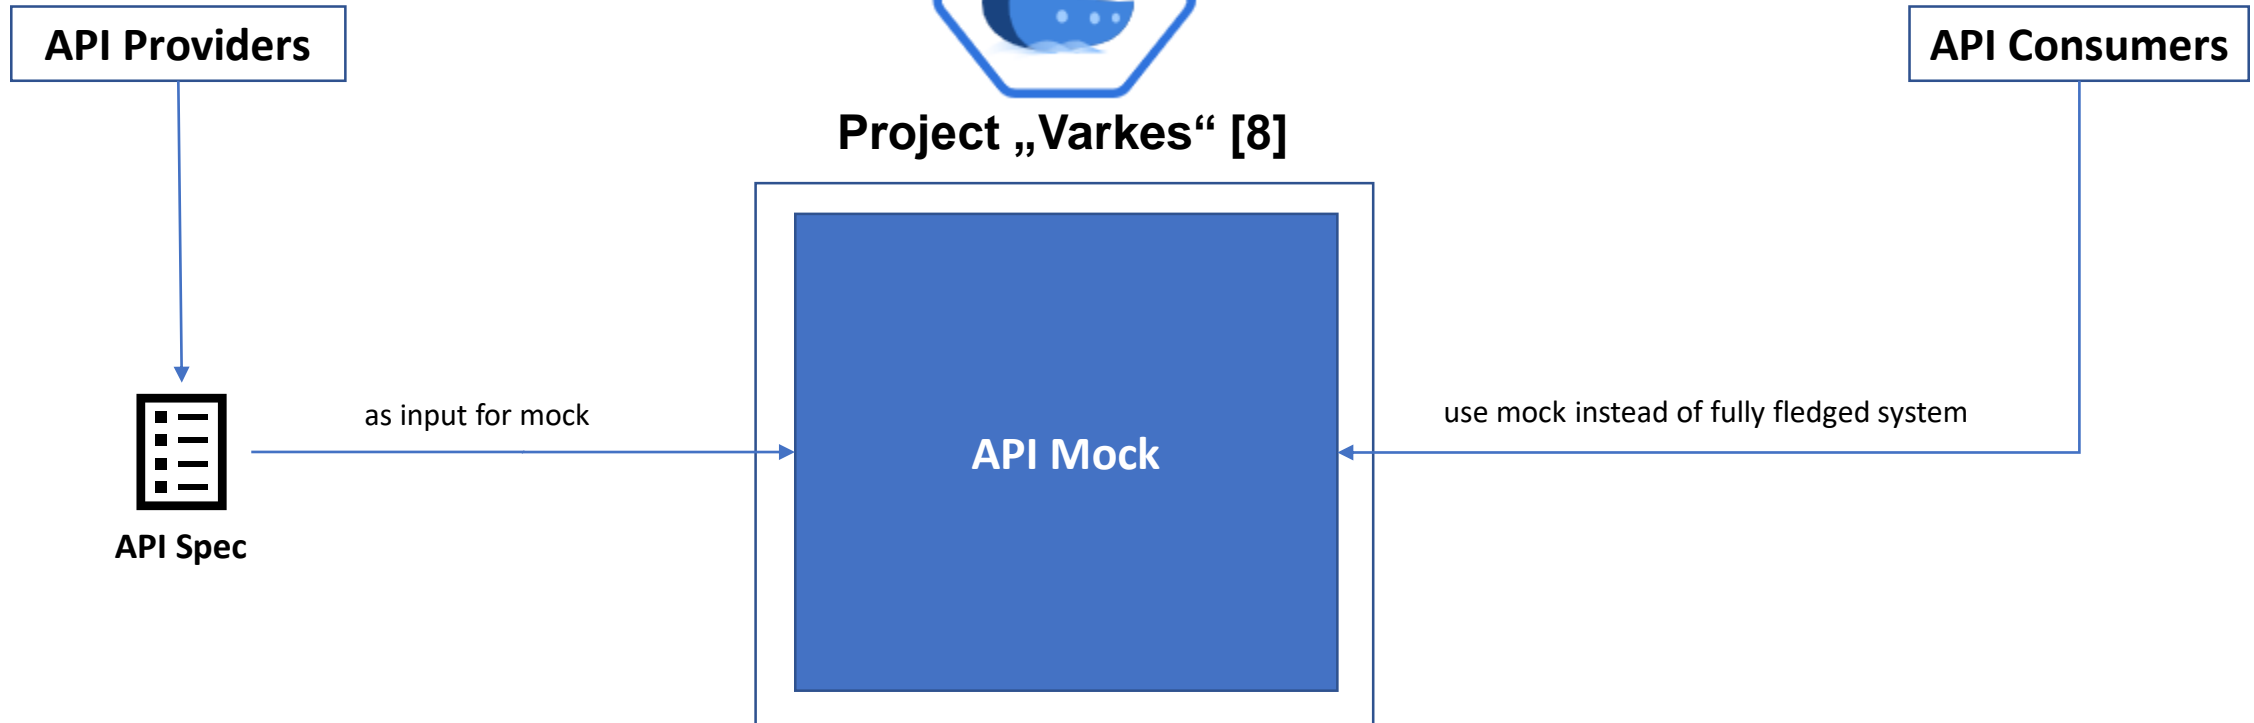 API Providers
API Consumers
Project „Varkes“ [8]
as input for mock
use mock instead of fully fledged system
API Mock
API Spec